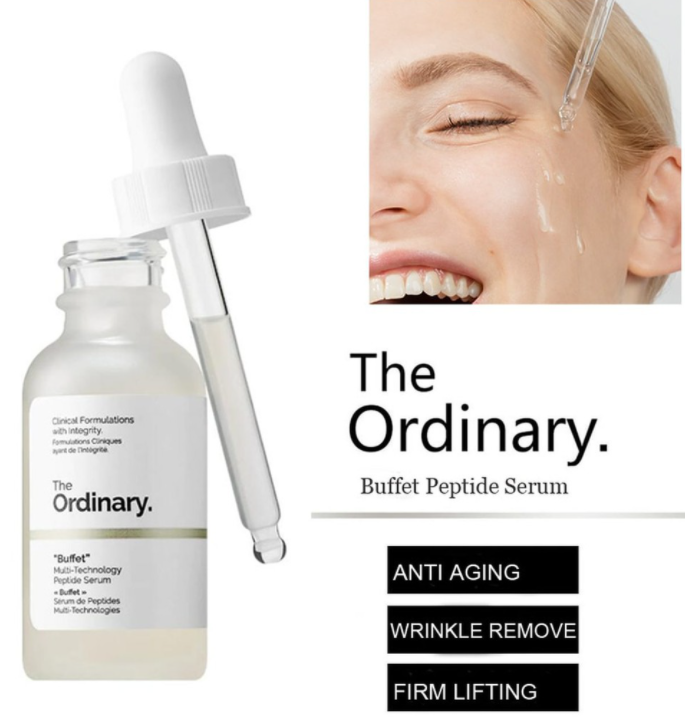 Clinical Formulations
with Integrity.
Formulations Cliniques
ayant de l'intégrité.
The
Ordinary.
"Buffet"
Multi-Technology
Peptide Serum
« Buffet »
Sérum de Peptides
Multi-Technologies
The
Ordinary.
Buffet Peptide Serum
ANTI AGING
WRINKLE REMOVE
FIRM LIFTING